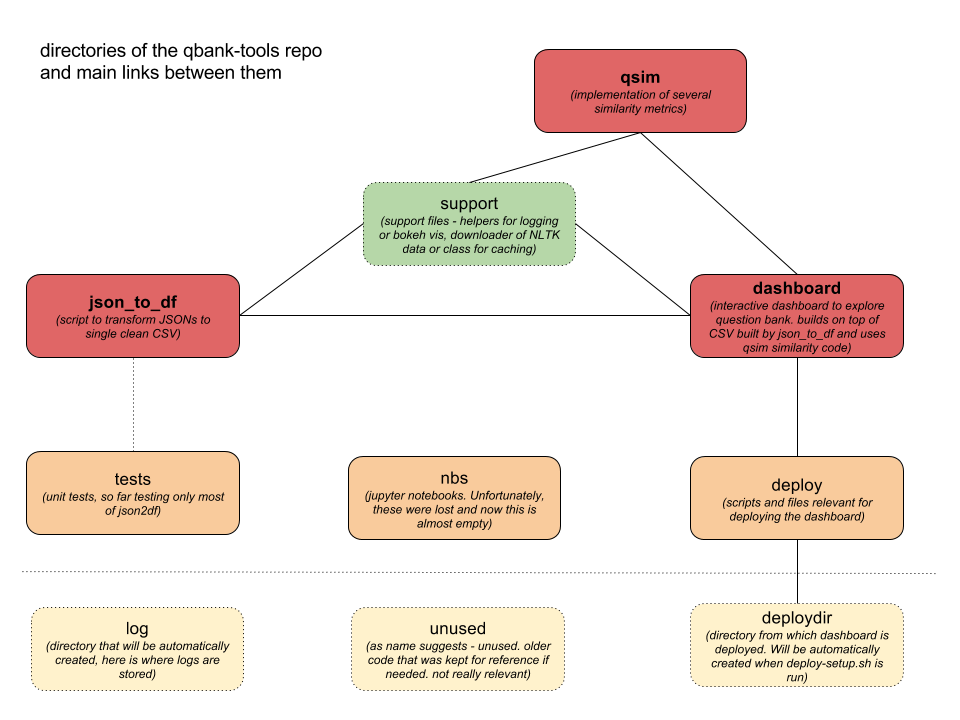 directories of the qbank-tools repo
and main links between them
qsim
(implementation of several
similarity metrics)
support
(support files - helpers for logging
or bokeh vis, downloader of NLTK
data or class for caching)
json_to_df
(script to transform JSONs to
single clean CSV)
dashboard
(interactive dashboard to explore
question bank. builds on top of
CSV built by json_to_df and uses
qsim similarity code)
tests
(unit tests, so far testing only most
of json2df)
nbs
(jupyter notebooks. Unfortunately,
these were lost and now this is
almost empty)
deploy
(scripts and files relevant for
deploying the dashboard)
log
(directory that will be automatically
created, here is where logs are
stored)
unused
(as name suggests - unused. older
code that was kept for reference if
needed. not really relevant)
deploydir
(directory from which dashboard is
deployed. Will be automatically
created when deploy-setup.sh is
run)